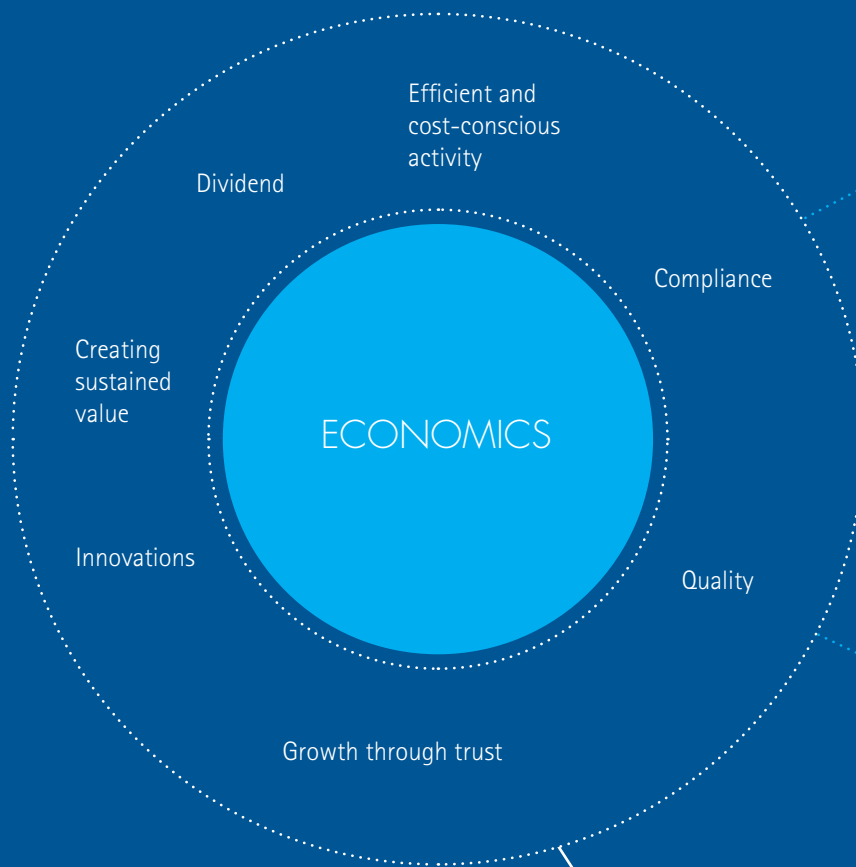 Efficient and
cost-conscious
activity
Dividend
Compliance
Creating
sustained
value
ECONOMICS
Innovations
Quality
Growth through trust